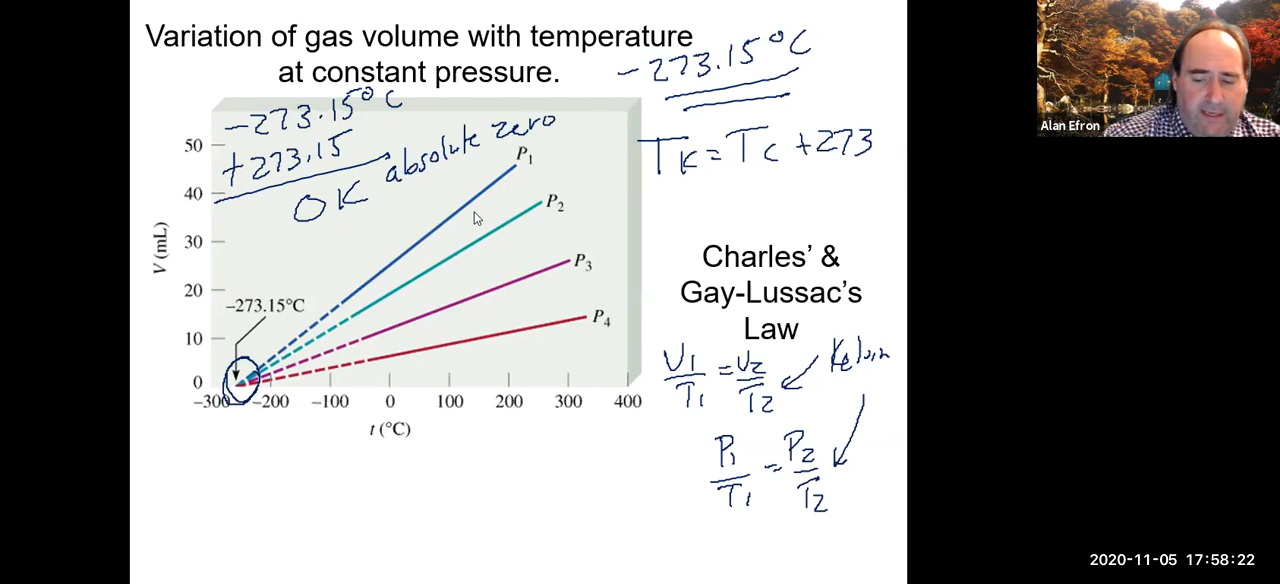 Variation of gas volume with temperature
at constant pressure.
-273.15°C
-273.15°C
+273.15
0K absolute zero
TK = TC + 273
P1
P2
P3
P4
50
40
30
20
10
0
V (mL)
−273.15°C
−300 −200 −100 0 100 200 300 400
t (°C)
Charles' &
Gay-Lussac's
Law
V1/T1 = V2/T2
Kelvin
P1/T1 = P2/T2
Alan Efron
2020-11-05 17:58:22